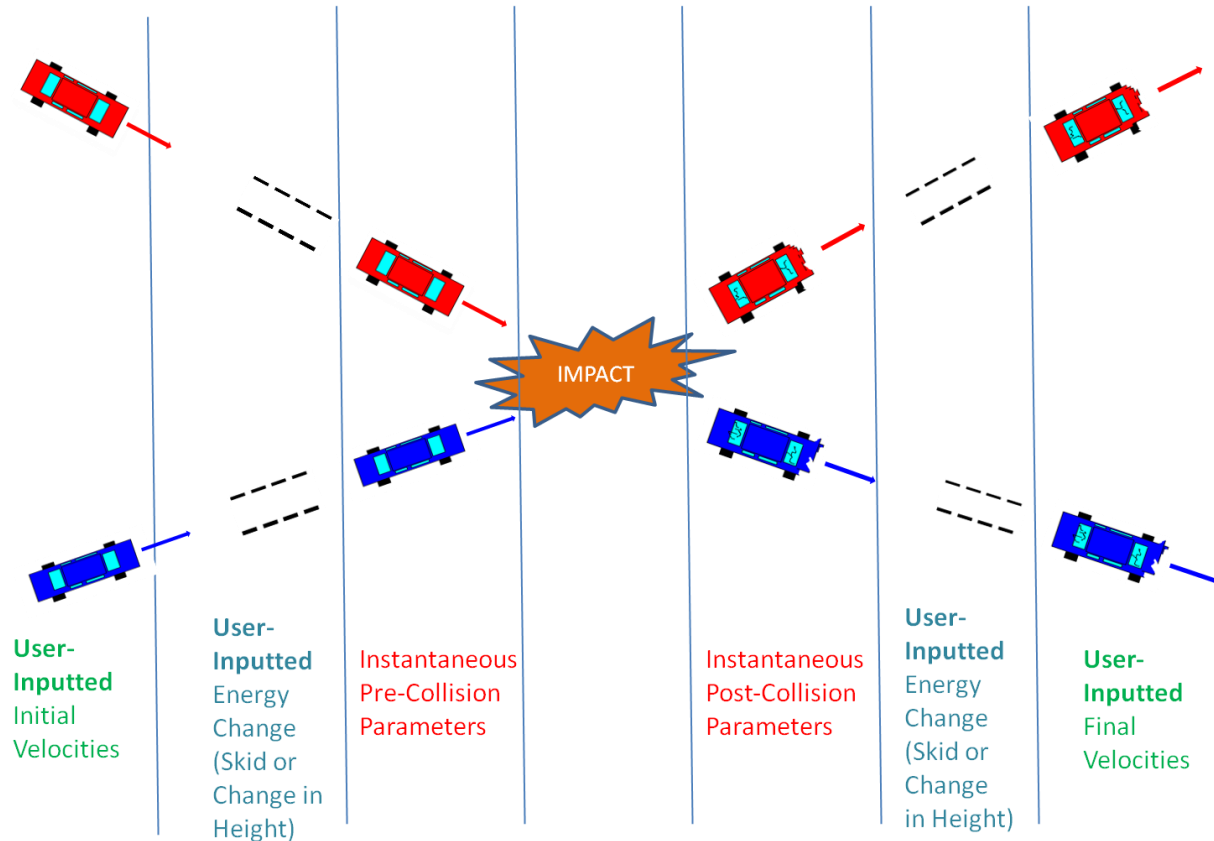 IMPACT
User-
Inputted
Initial
Velocities
User-
Inputted
Energy
Change
(Skid or
Change in
Height)
Instantaneous
Pre-Collision
Parameters
Instantaneous
Post-Collision
Parameters
User-
Inputted
Energy
Change
(Skid or
Change
in Height)
User-
Inputted
Final
Velocities